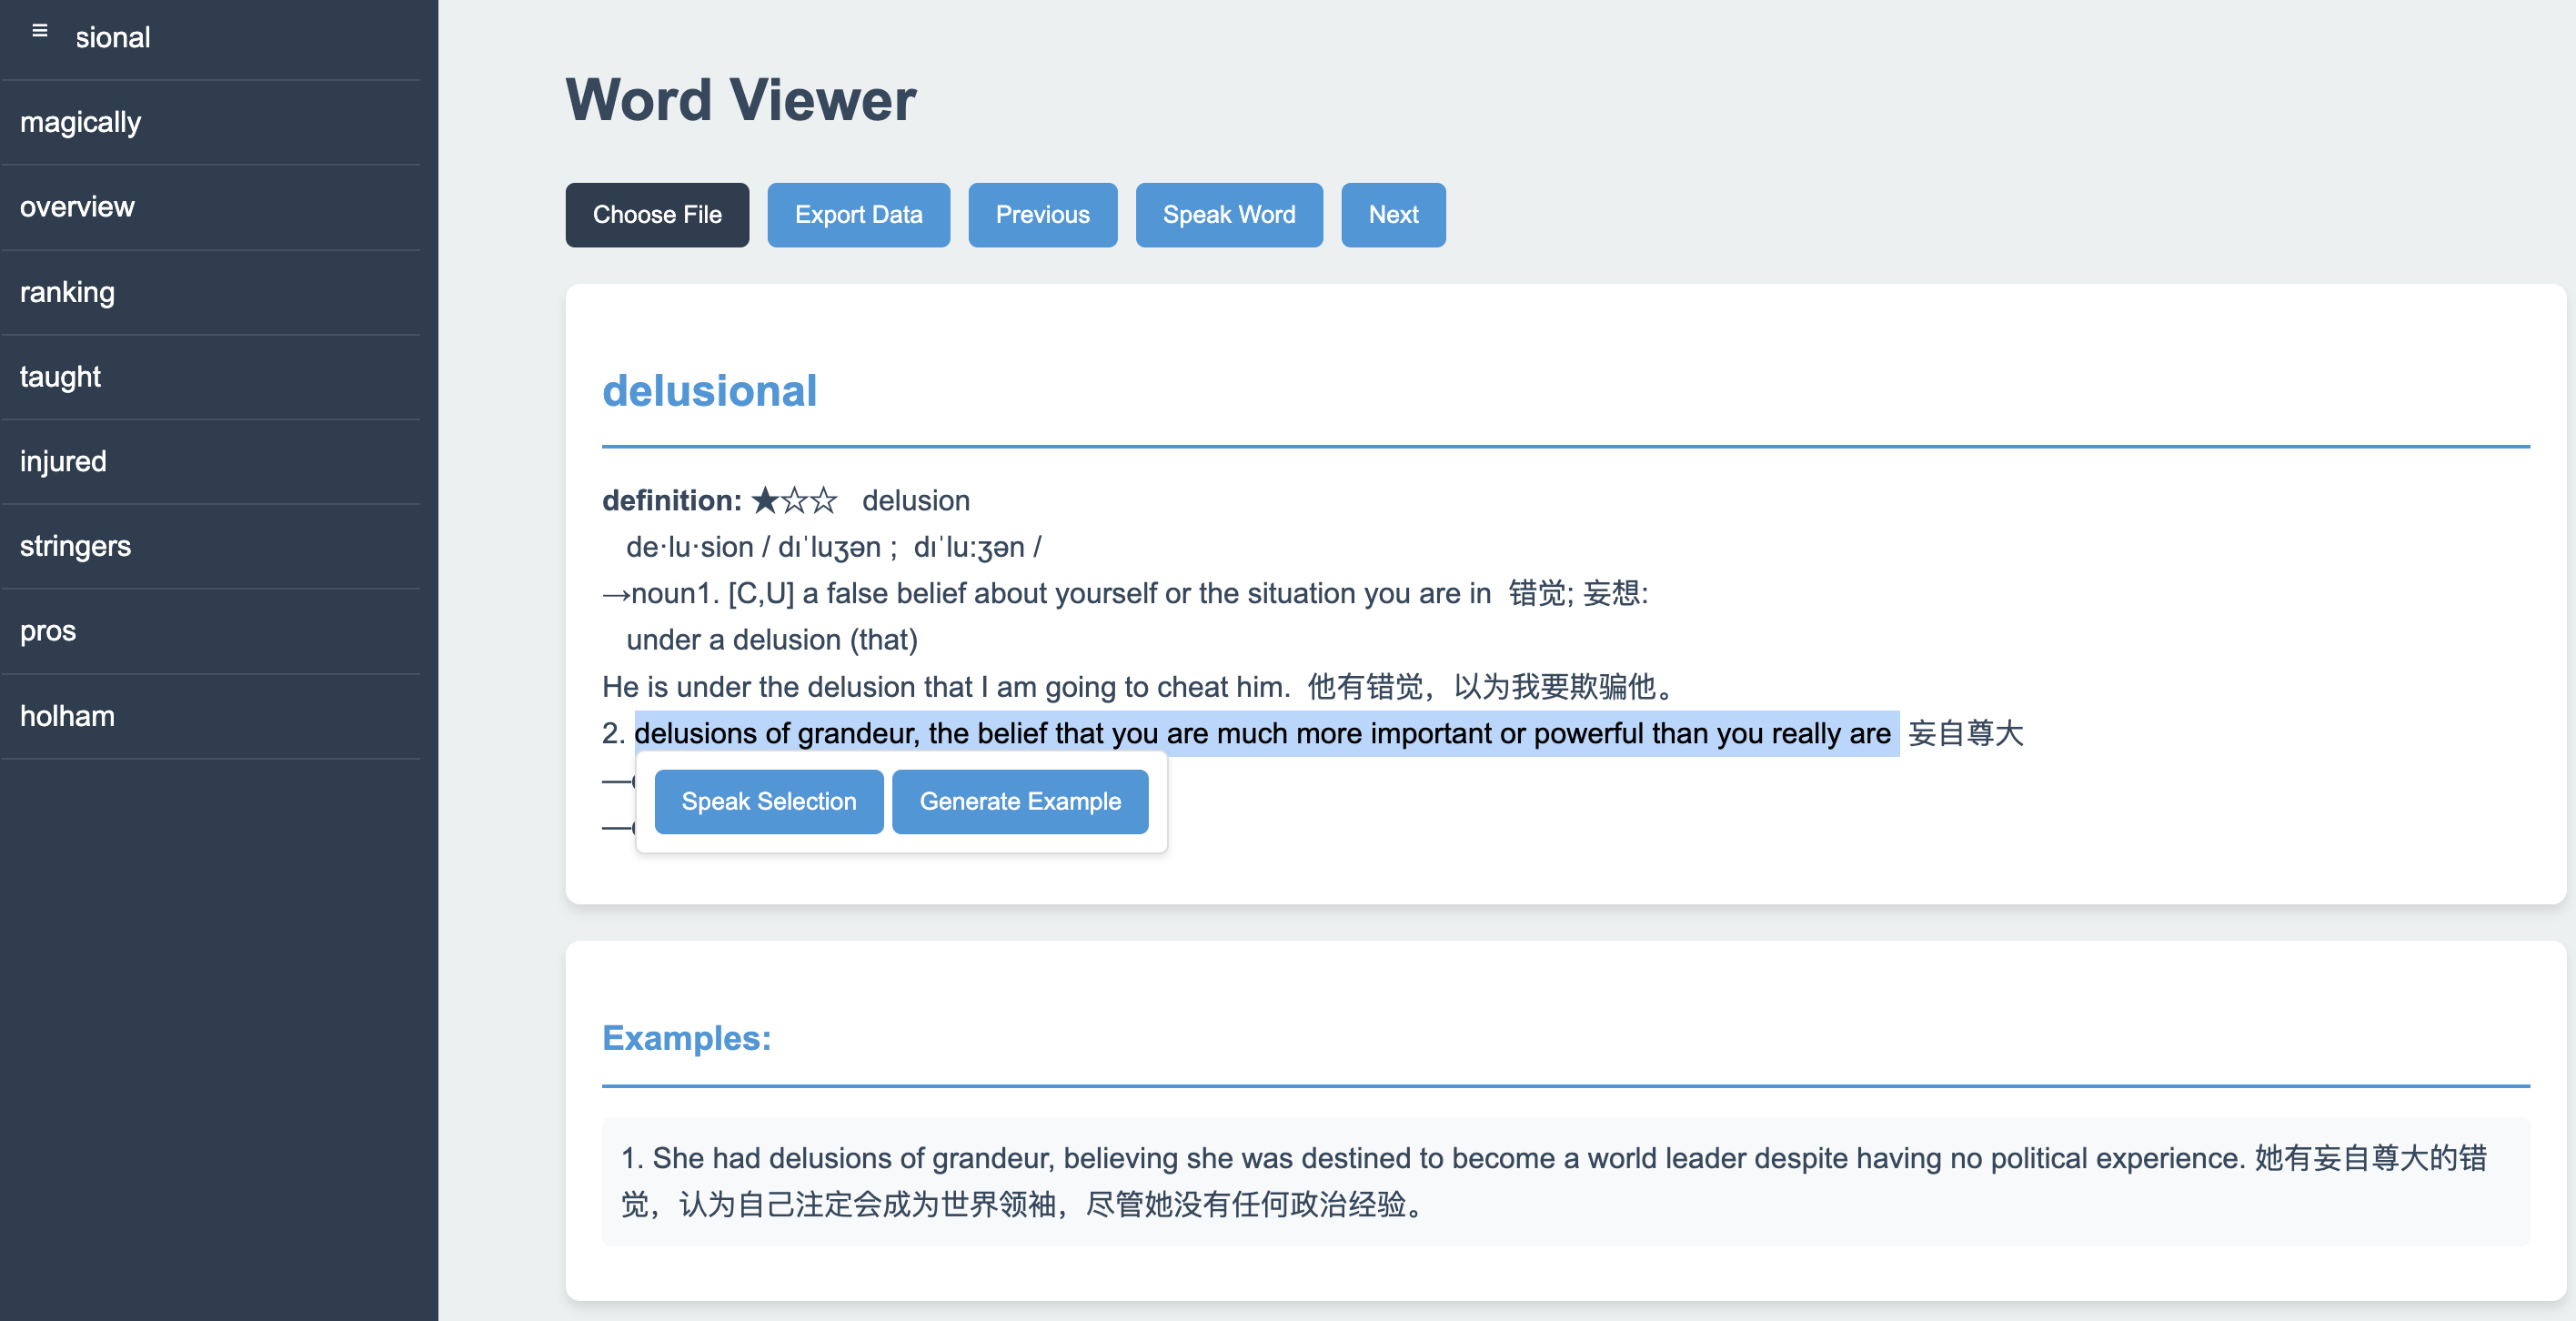 ≡ sional
magically
overview
ranking
taught
injured
stringers
pros
holham
Word Viewer
Choose File Export Data Previous Speak Word Next
delusional
definition: ★☆☆ delusion
de·lu·sion / dɪˈluʒən ; dɪˈluːʒən /
→noun1. [C,U] a false belief about yourself or the situation you are in 错觉; 妄想:
under a delusion (that)
He is under the delusion that I am going to cheat him. 他有错觉，以为我要欺骗他。
2. delusions of grandeur, the belief that you are much more important or powerful than you really are 妄自尊大
Speak Selection Generate Example
Examples:
1. She had delusions of grandeur, believing she was destined to become a world leader despite having no political experience. 她有妄自尊大的错
觉，认为自己注定会成为世界领袖，尽管她没有任何政治经验。